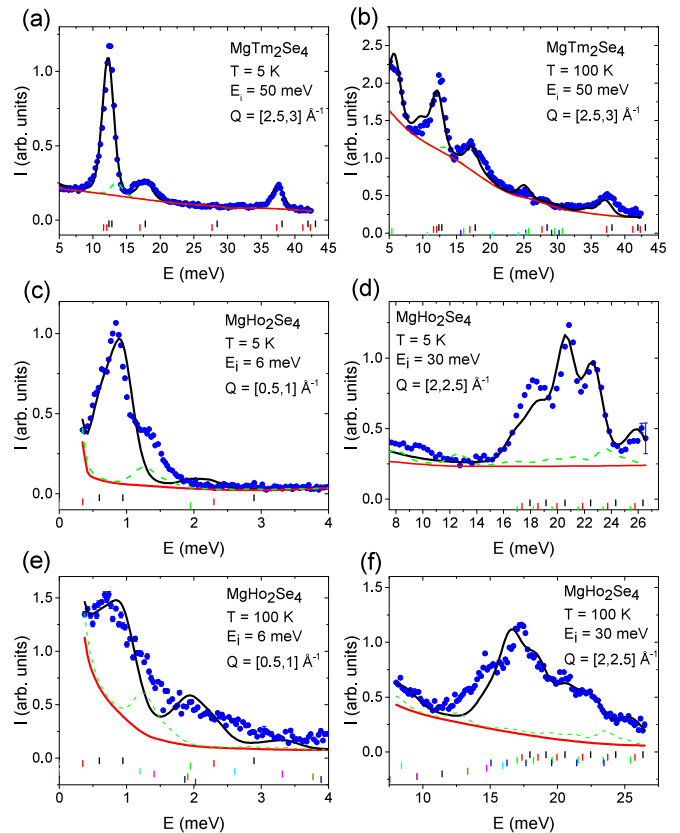 (a)
MgTm2Se4
T = 5 K
Ei = 50 meV
Q = [2.5,3] Å-1
I (arb. units)
0.0
0.5
1.0
5 10 15 20 25 30 35 40 45
E (meV)
(b)
MgTm2Se4
T = 100 K
Ei = 50 meV
Q = [2.5,3] Å-1
I (arb. units)
0.0
0.5
1.0
1.5
2.0
2.5
5 10 15 20 25 30 35 40 45
E (meV)
(c)
MgHo2Se4
T = 5 K
Ei = 6 meV
Q = [0.5,1] Å-1
I (arb. units)
0.0
0.5
1.0
0 1 2 3 4
E (meV)
(d)
MgHo2Se4
T = 5 K
Ei = 30 meV
Q = [2,2.5] Å-1
I (arb. units)
0.0
0.5
1.0
1.5
8 10 12 14 16 18 20 22 24 26
E (meV)
(e)
MgHo2Se4
T = 100 K
Ei = 6 meV
Q = [0.5,1] Å-1
I (arb. units)
0.0
0.5
1.0
1.5
0 1 2 3 4
E (meV)
(f)
MgHo2Se4
T = 100 K
Ei = 30 meV
Q = [2,2.5] Å-1
I (arb. units)
0.0
0.5
1.0
1.5
10 15 20 25
E (meV)